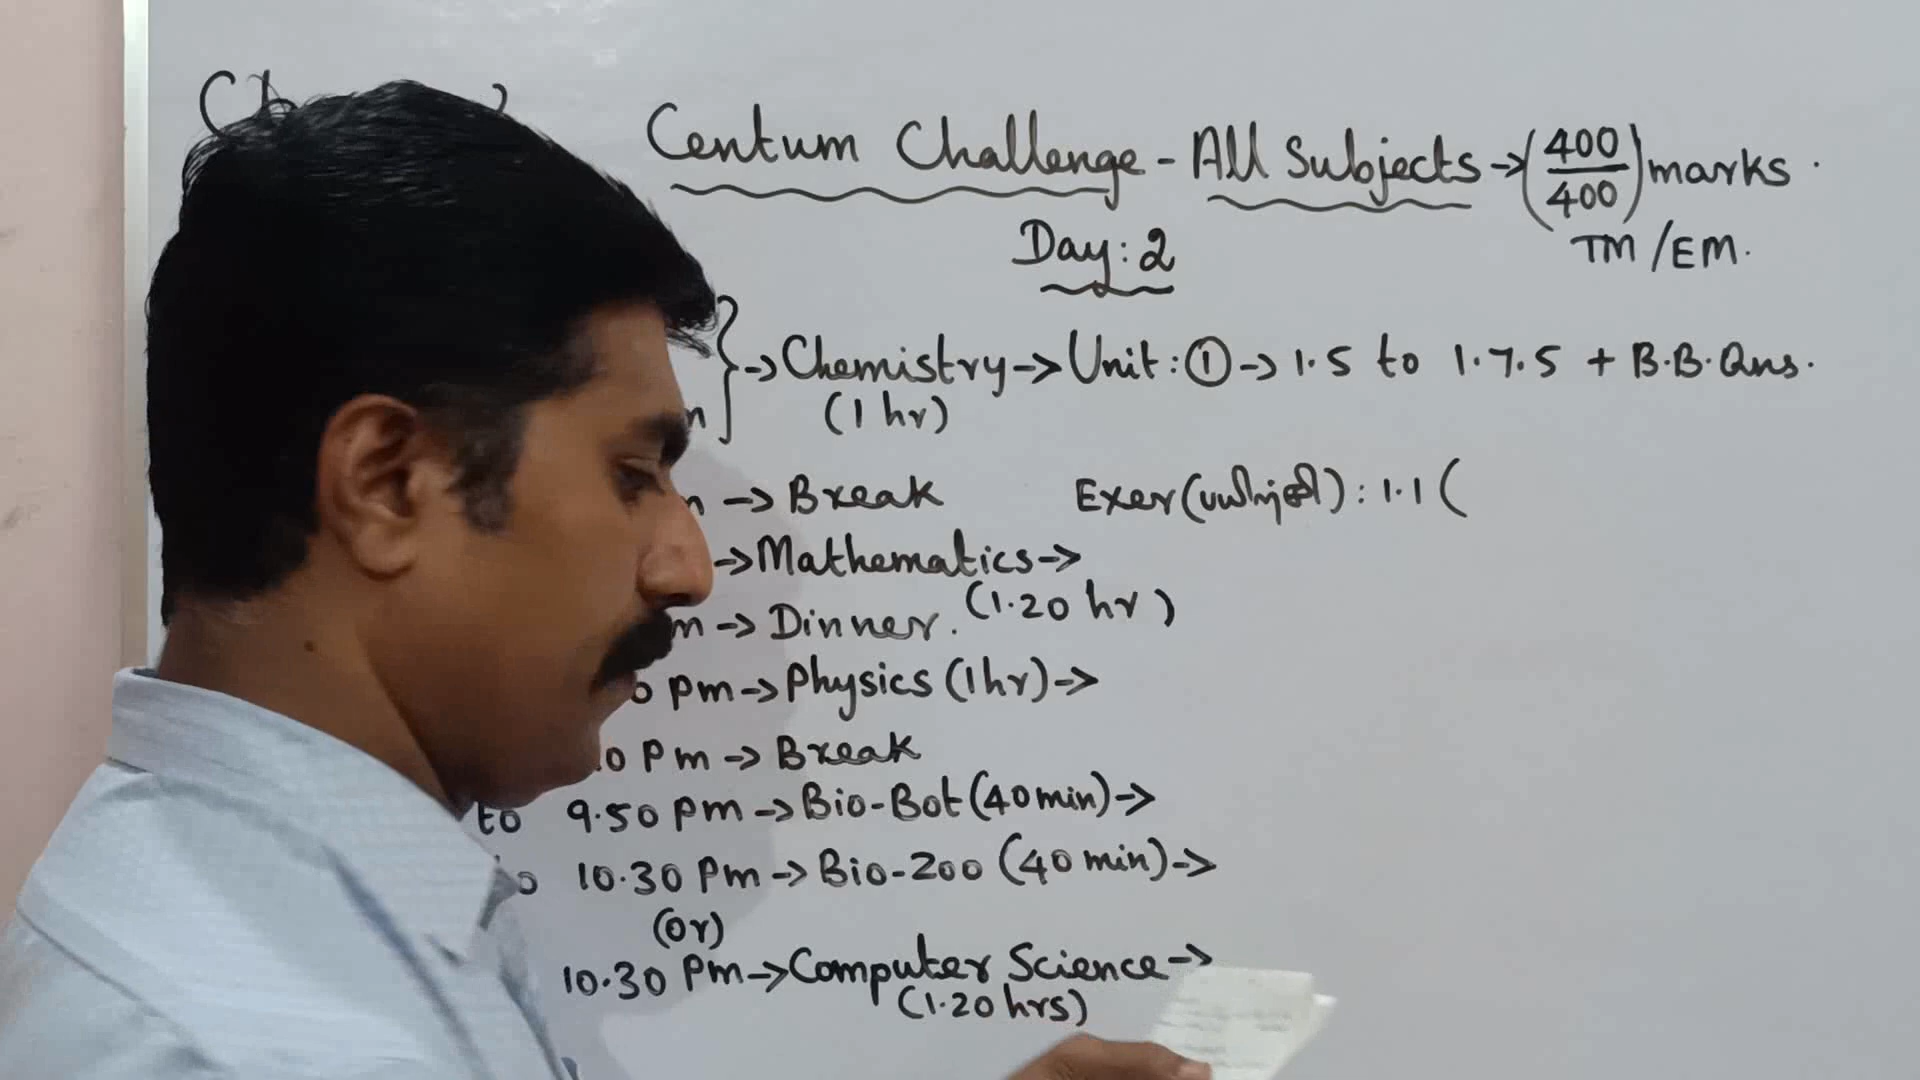 Centum Challenge - All Subjects → (400/400) marks.
TM/EM.
Day: 2
} → Chemistry → Unit: ① → 1.5 to 1.7.5 + B.B.Qns.
(1 hr)
→ Break Exer (பயிற்சி): 1.1 (
→ Mathematics →
(1.20 hr)
→ Dinner.
Pm → Physics (1hr) →
Pm → Break
to 9.50 Pm → Bio-Bot (40min) →
10.30 Pm → Bio-Zoo (40 min) →
(or)
10.30 Pm → Computer Science →
(1.20 hrs)